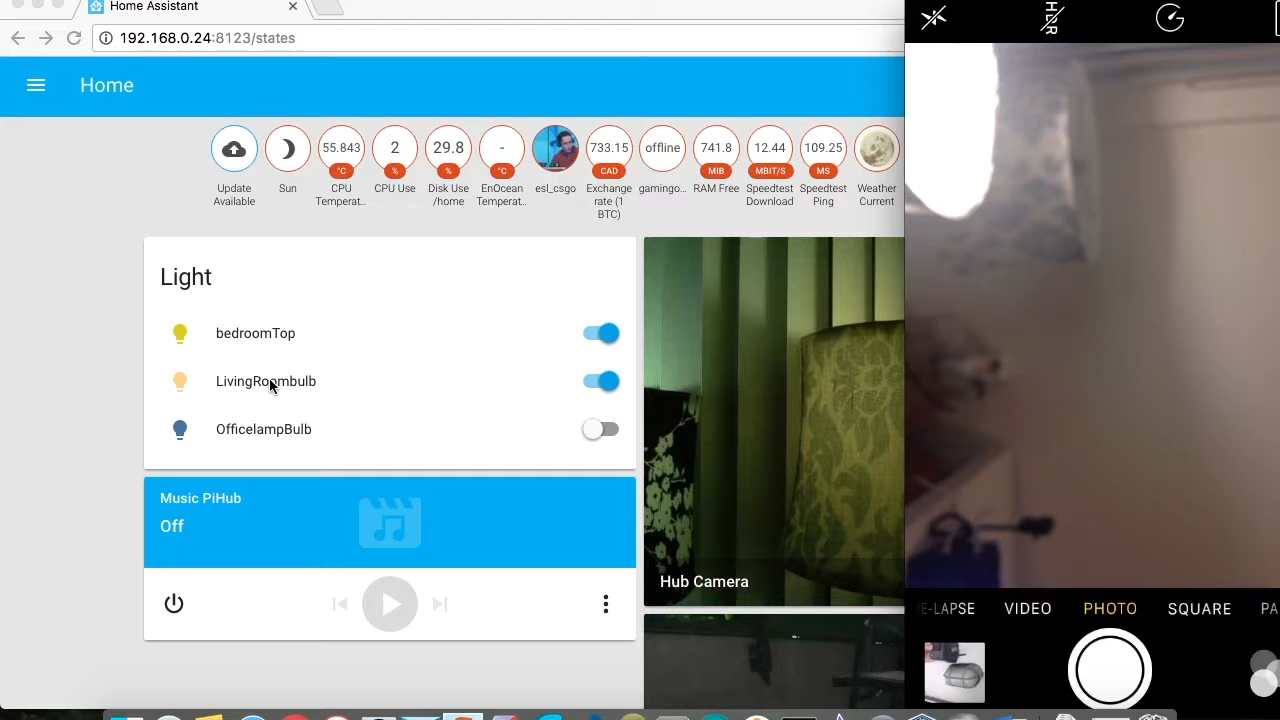 Home Assistant
192.168.0.24:8123/states
Home
55.843
°C
CPU
Temperat..
2
%
CPU Use
29.8
%
Disk Use
/home
-
°C
EnOcean
Temperat..
esl_csgo
733.15
CAD
Exchange
rate (1
BTC)
offline
gamingo...
741.8
MIB
RAM Free
12.44
MBIT/S
Speedtest
Download
109.25
MS
Speedtest
Ping
Weather
Current
Update
Available
Sun
Light
bedroomTop
LivingRoombulb
OfficelampBulb
Music PiHub
Off
Hub Camera
HDR
E-LAPSE
VIDEO
PHOTO
SQUARE
PA